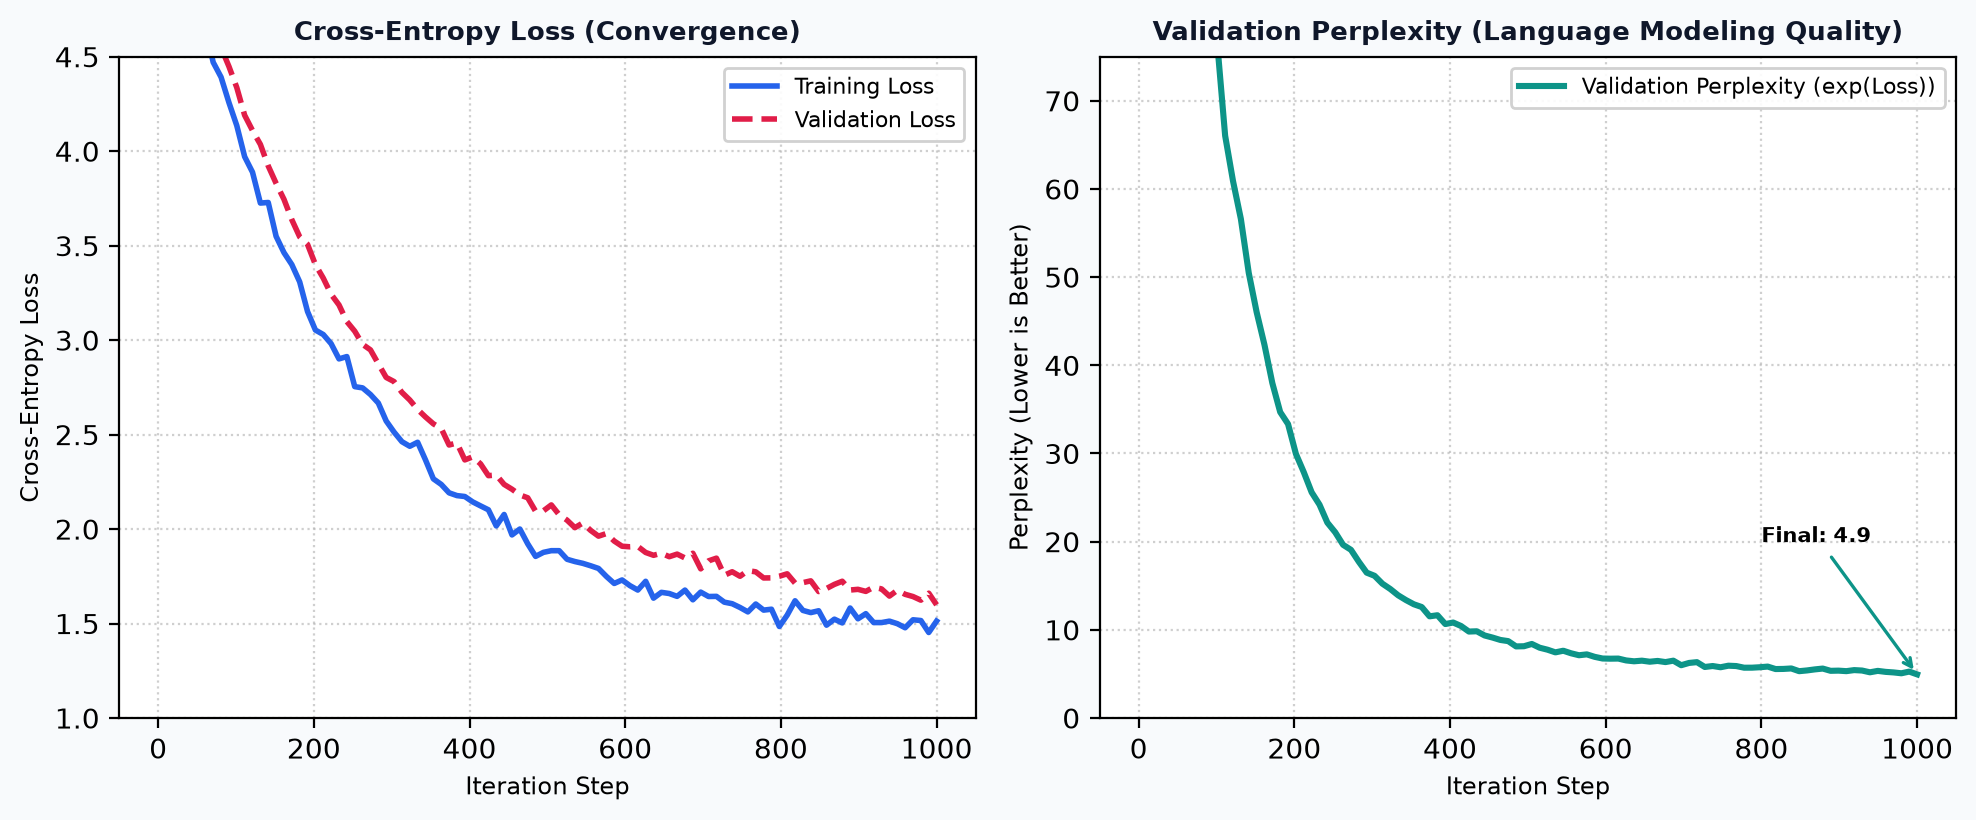 Cross-Entropy Loss (Convergence)
Cross-Entropy Loss
4.5
4.0
3.5
3.0
2.5
2.0
1.5
1.0
Training Loss
Validation Loss
0 200 400 600 800 1000
Iteration Step
Validation Perplexity (Language Modeling Quality)
Perplexity (Lower is Better)
70
60
50
40
30
20
10
0
Validation Perplexity (exp(Loss))
Final: 4.9
0 200 400 600 800 1000
Iteration Step